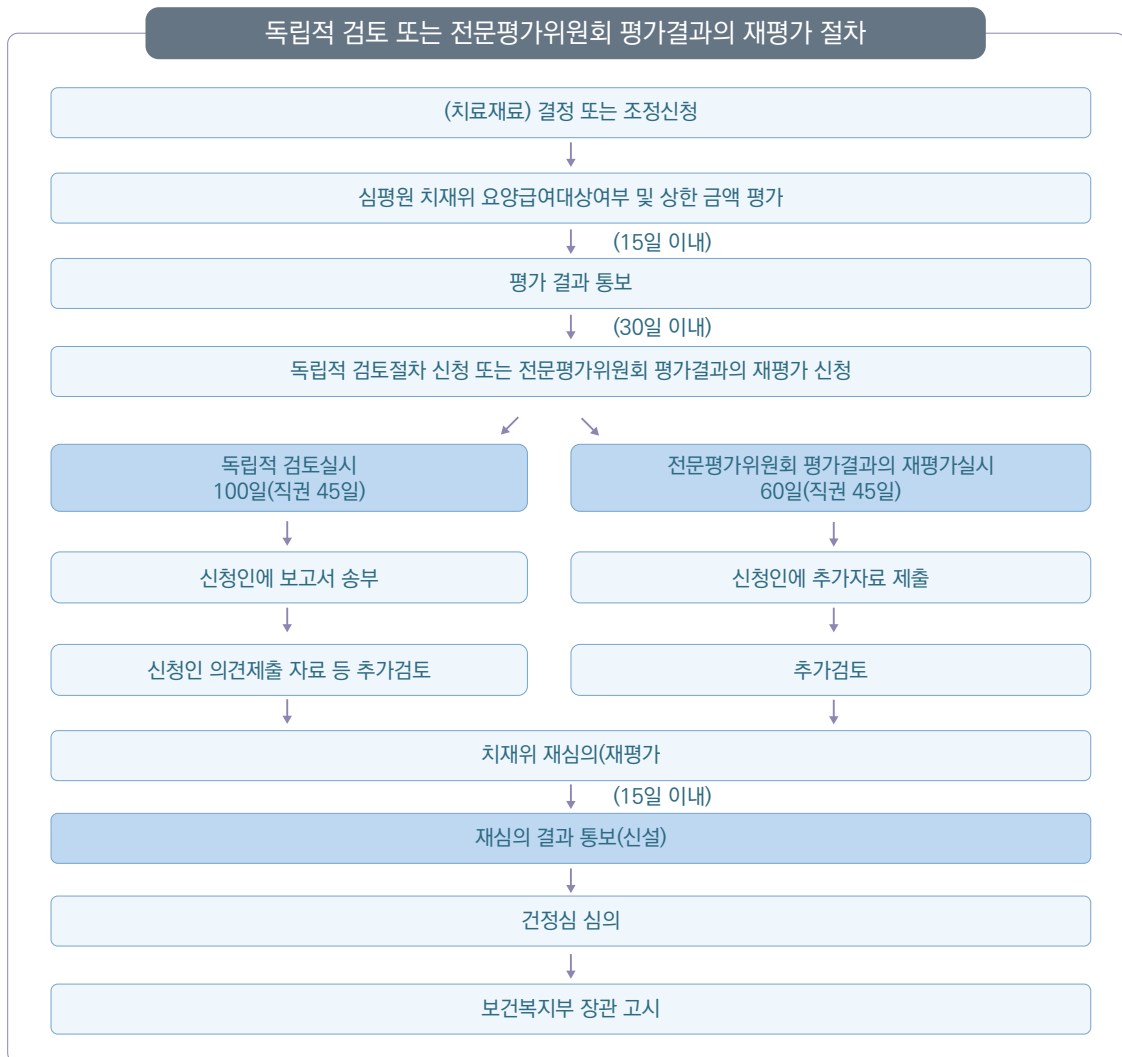 독립적 검토 또는 전문평가위원회 평가결과의 재평가 절차
(치료재료) 결정 또는 조정신청
심평원 치재위 요양급여대상여부 및 상한 금액 평가
(15일 이내)
평가 결과 통보
(30일 이내)
독립적 검토절차 신청 또는 전문평가위원회 평가결과의 재평가 신청
독립적 검토실시
100일(직권 45일)
전문평가위원회 평가결과의 재평가실시
60일(직권 45일)
신청인에 보고서 송부
신청인에 추가자료 제출
신청인 의견제출 자료 등 추가검토
추가검토
치재위 재심의(재평가
(15일 이내)
재심의 결과 통보(신설)
건정심 심의
보건복지부 장관 고시